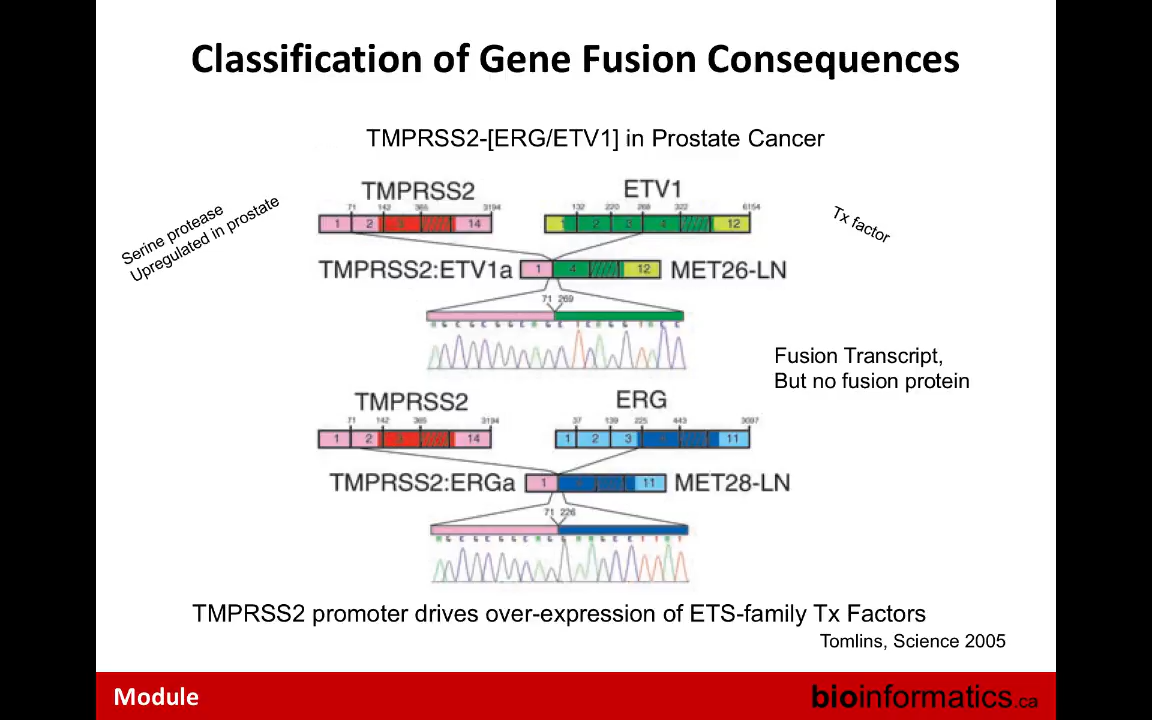 Classification of Gene Fusion Consequences
TMPRSS2-[ERG/ETV1] in Prostate Cancer
Serine protease
Upregulated in prostate
TMPRSS2
71 142 365 3194
1 2 3 14
ETV1
132 220 268 322 6154
1 2 3 4 12
Tx factor
TMPRSS2:ETV1a
1 4 12
MET26-LN
71 269
Fusion Transcript,
But no fusion protein
TMPRSS2
71 142 365 3194
1 2 3 14
ERG
37 139 225 443 3097
1 2 3 11
TMPRSS2:ERGa
1 11
MET28-LN
71 226
TMPRSS2 promoter drives over-expression of ETS-family Tx Factors
Tomlins, Science 2005
Module
bioinformatics.ca